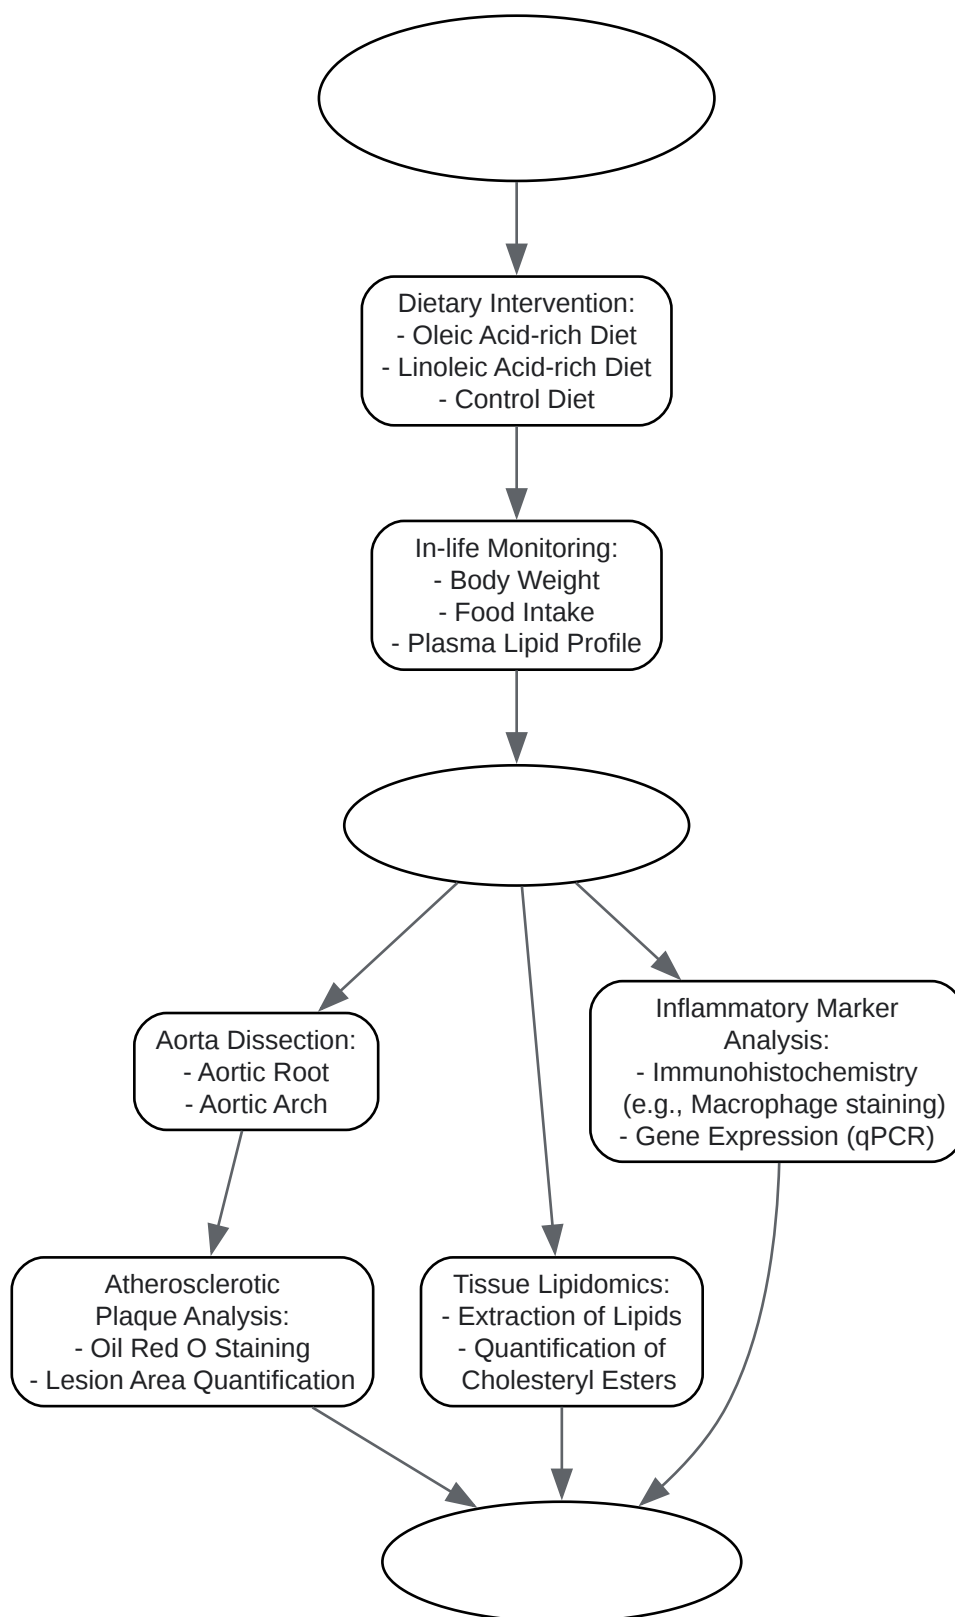 Dietary Intervention:
- Oleic Acid-rich Diet
- Linoleic Acid-rich Diet
- Control Diet
In-life Monitoring:
- Body Weight
- Food Intake
- Plasma Lipid Profile
Aorta Dissection:
- Aortic Root
- Aortic Arch
Inflammatory Marker
Analysis:
- Immunohistochemistry
(e.g., Macrophage staining)
- Gene Expression (qPCR)
Atherosclerotic
Plaque Analysis:
- Oil Red O Staining
- Lesion Area Quantification
Tissue Lipidomics:
- Extraction of Lipids
- Quantification of
Cholesteryl Esters